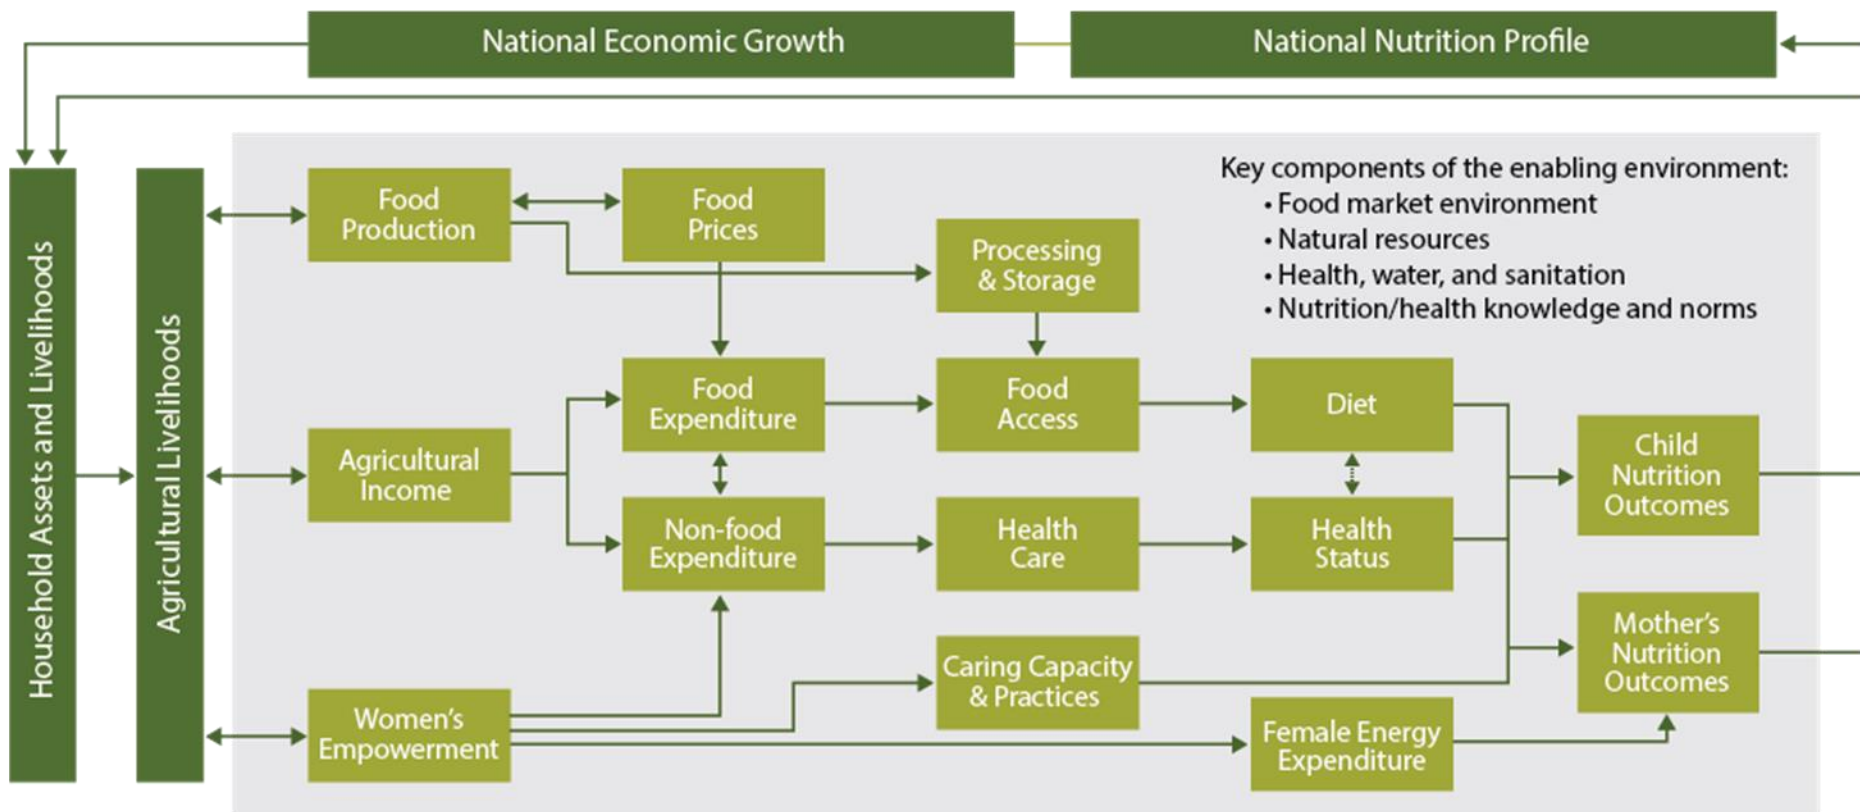 National Economic Growth
National Nutrition Profile
Household Assets and Livelihoods
Agricultural Livelihoods
Food
Production
Food
Prices
Processing
& Storage
Key components of the enabling environment:
• Food market environment
• Natural resources
• Health, water, and sanitation
• Nutrition/health knowledge and norms
Agricultural
Income
Food
Expenditure
Food
Access
Diet
Non-food
Expenditure
Health
Care
Health
Status
Child
Nutrition
Outcomes
Women's
Empowerment
Caring Capacity
& Practices
Female Energy
Expenditure
Mother's
Nutrition
Outcomes